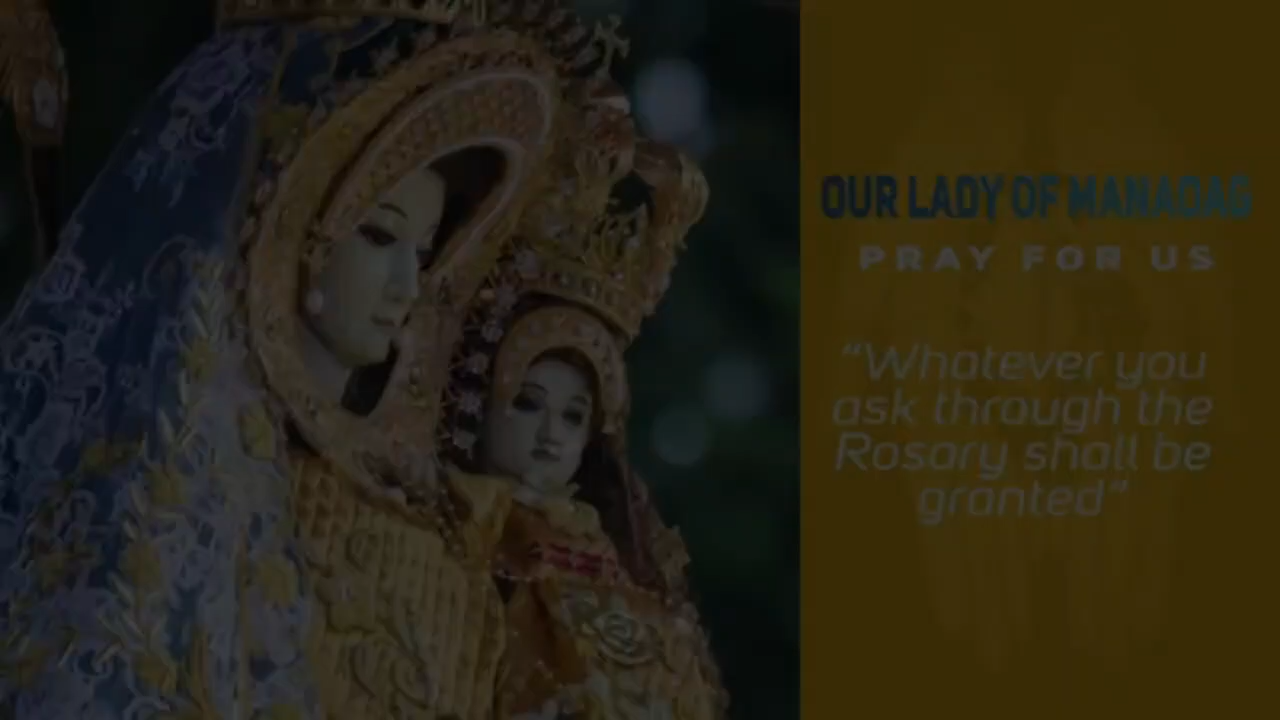 OUR LADY OF MANAOAG
PRAY FOR US
“Whatever you
ask through the
Rosary shall be
granted”